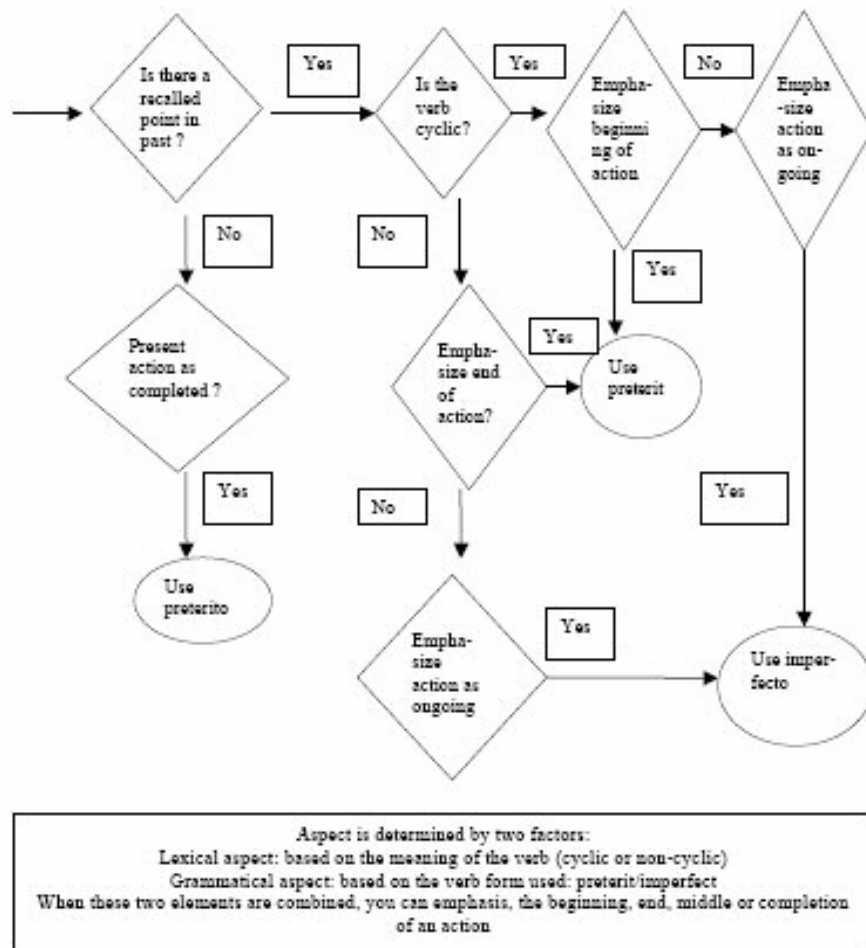 Is there a
recalled
point in
past ?
Yes
Is the
verb
cyclic?
Yes
Empha-
size
beginni
ng of
action
No
Empha
-size
action
as on-
going
No
No
Yes
Present
action as
completed ?
Empha-
size end
of
action?
Yes
Use
preterit
Yes
No
Yes
Use
preterito
Empha-
size
action as
ongoing
Yes
Use imper-
fecto
Aspect is determined by two factors:
Lexical aspect: based on the meaning of the verb (cyclic or non-cyclic)
Grammatical aspect: based on the verb form used: preterit/imperfect
When these two elements are combined, you can emphasis, the beginning, end, middle or completion
of an action